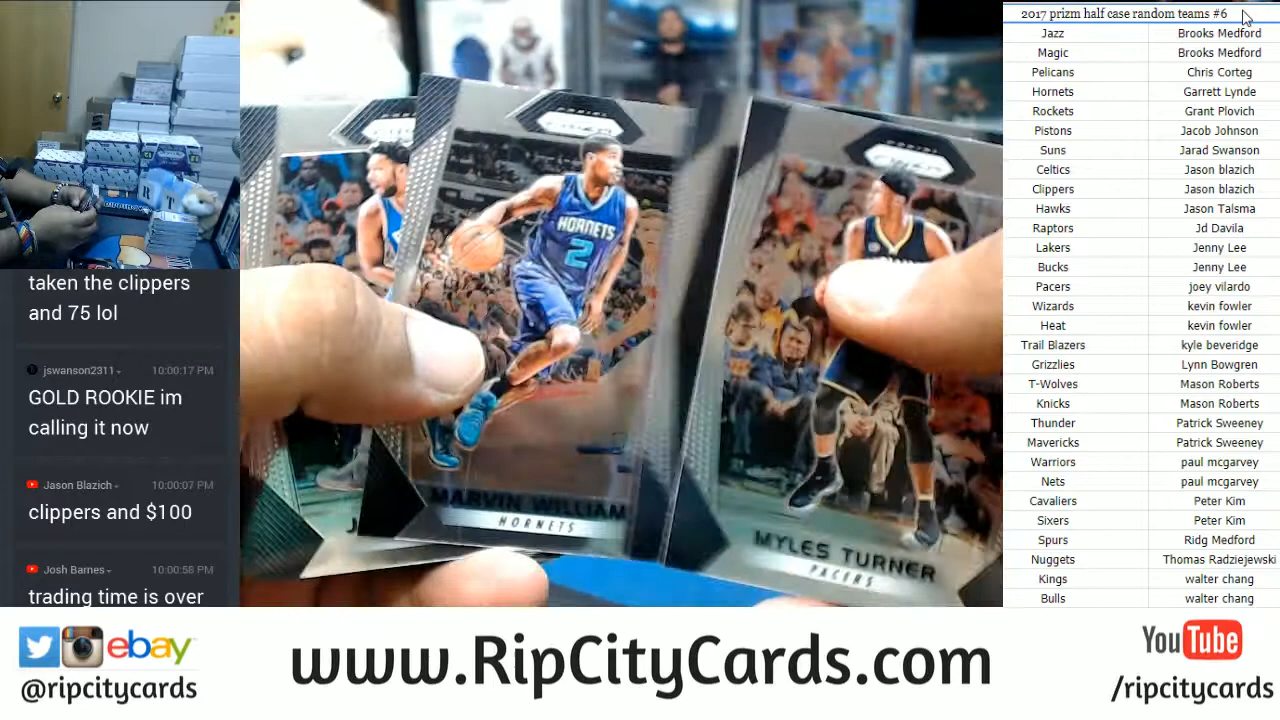 taken the clippers
and 75 lol
jswanson2311
10:00:17 PM
GOLD ROOKIE im
calling it now
Jason Blazich
10:00:07 PM
clippers and $100
Josh Barnes
10:00:58 PM
trading time is over
PANINI
PRIZM
HORNETS
2
MARVIN WILLIAM
HORNETS
MYLES TURNER
PACERS
2017 prizm half case random teams #6
Jazz Brooks Medford
Magic Brooks Medford
Pelicans Chris Corteg
Hornets Garrett Lynde
Rockets Grant Plovich
Pistons Jacob Johnson
Suns Jarad Swanson
Celtics Jason blazich
Clippers Jason blazich
Hawks Jason Talsma
Raptors Jd Davila
Lakers Jenny Lee
Bucks Jenny Lee
Pacers joey vilardo
Wizards kevin fowler
Heat kevin fowler
Trail Blazers kyle beveridge
Grizzlies Lynn Bowgren
T-Wolves Mason Roberts
Knicks Mason Roberts
Thunder Patrick Sweeney
Mavericks Patrick Sweeney
Warriors paul mcgarvey
Nets paul mcgarvey
Cavaliers Peter Kim
Sixers Peter Kim
Spurs Ridg Medford
Nuggets Thomas Radziejewski
Kings walter chang
Bulls walter chang
ebay
@ripcitycards
www.RipCityCards.com
YouTube
/ripcitycards